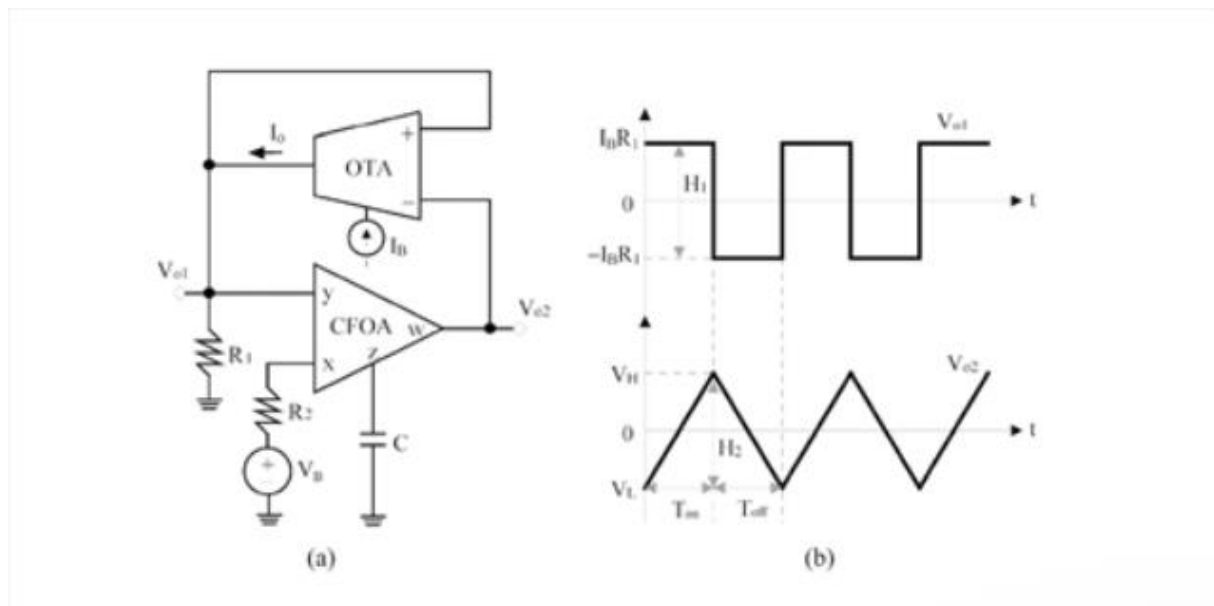 Io
+
OTA
−
IB
Vo1
y
CFOA
w
Vo2
z
x
R1
R2
C
+
−
VB
(a)
Vo1
IBR1
H1
0
t
−IBR1
Vo2
VH
0
t
H2
VL
Ton
Toff
(b)